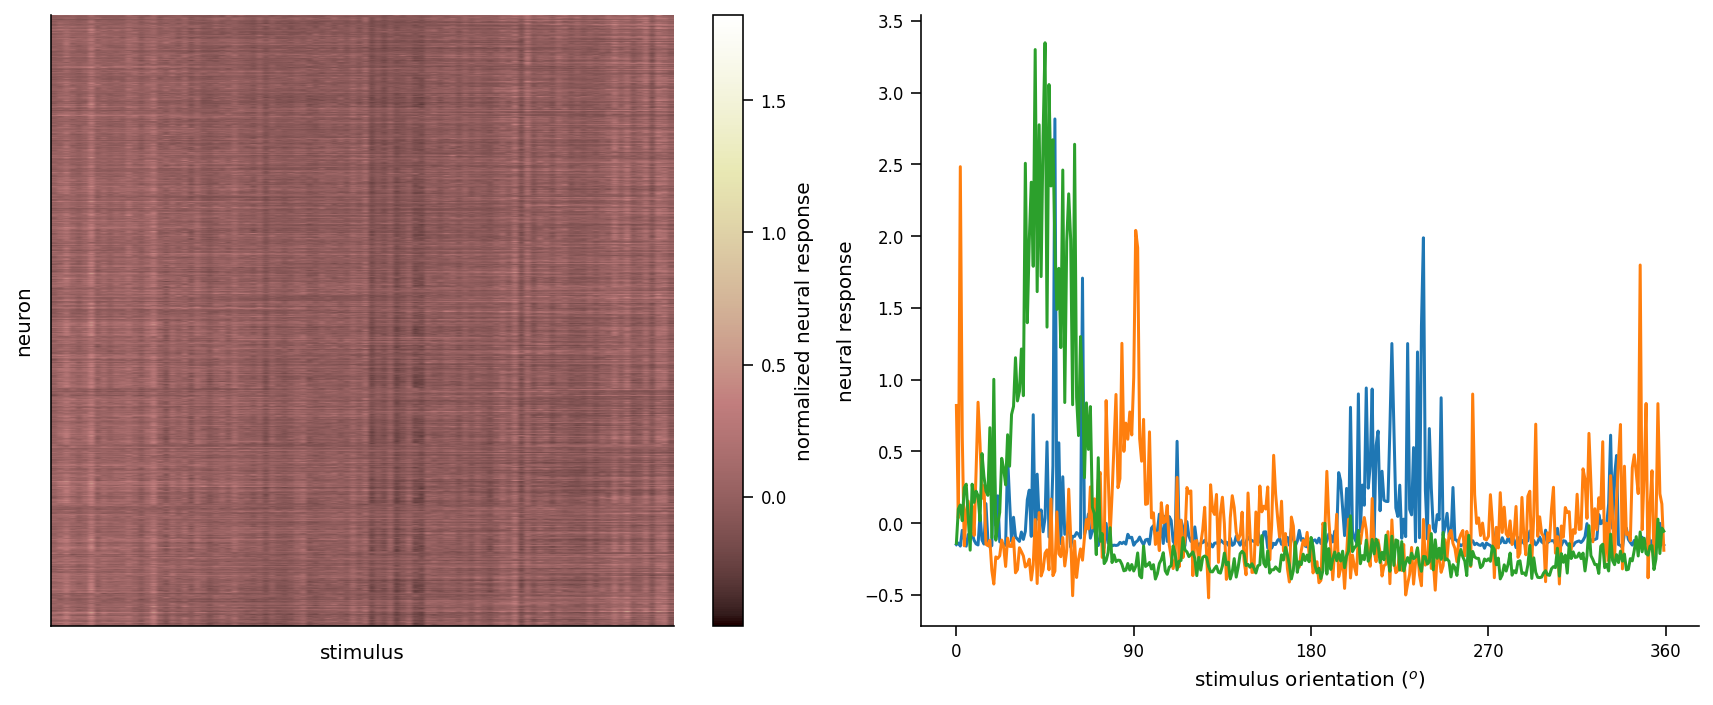 neuron
stimulus
1.5
1.0
0.5
0.0
normalized neural response
neural response
3.5
3.0
2.5
2.0
1.5
1.0
0.5
0.0
−0.5
0 90 180 270 360
stimulus orientation (o)